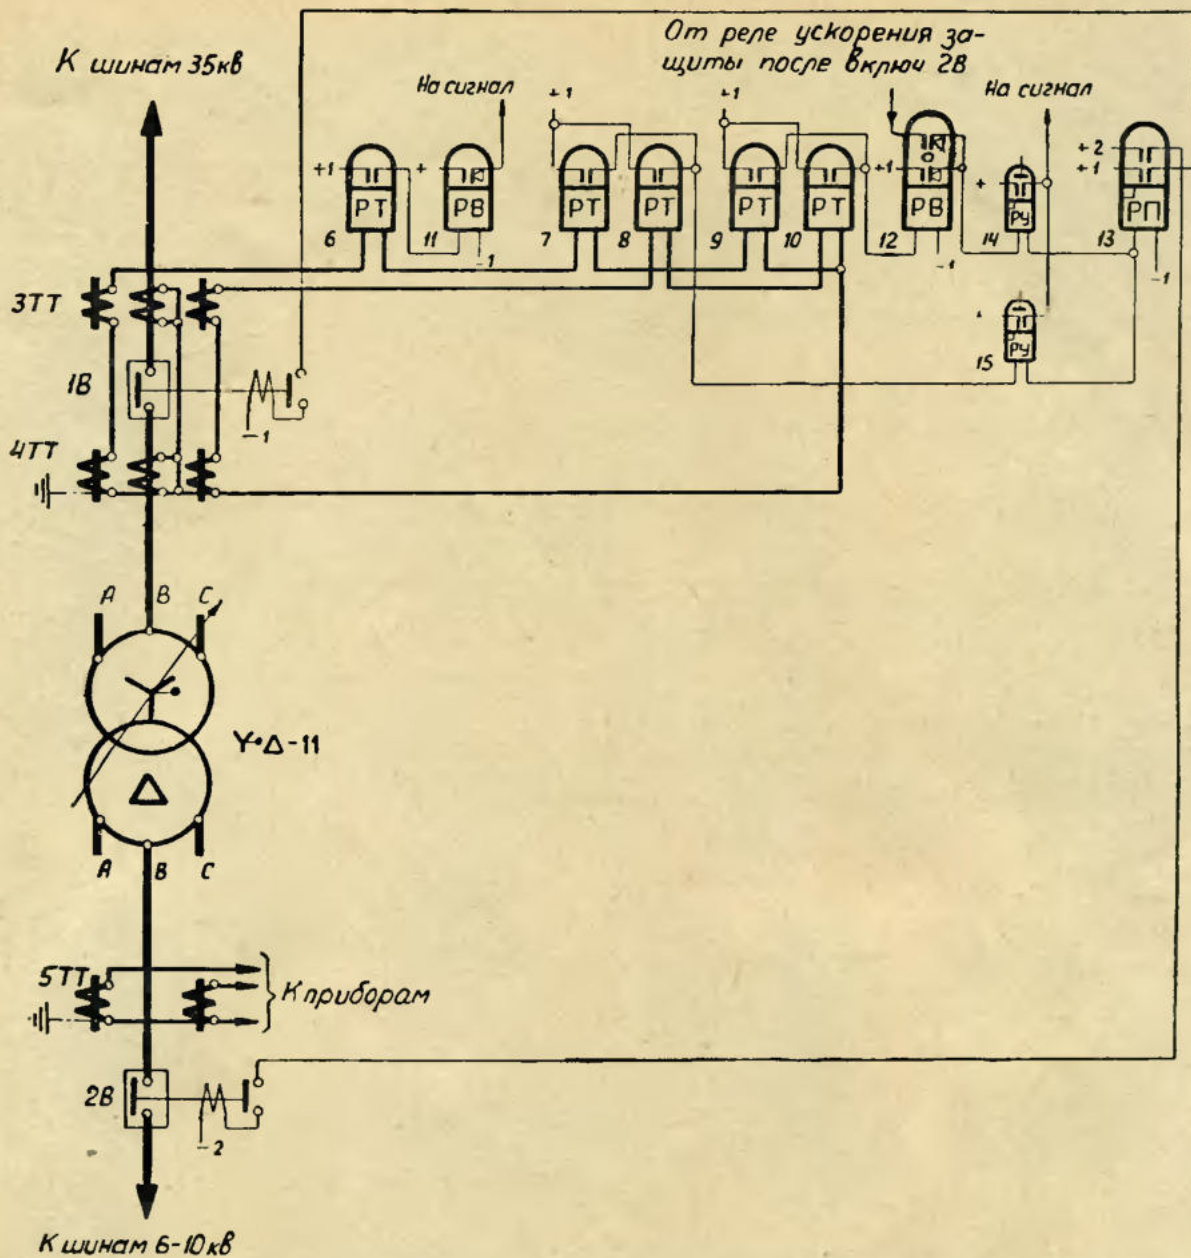 От реле ускорения за-
щиты после включ 2В
К шинам 35кв
На сигнал
+1
+1
На сигнал
+1
+
+1
+
+2
+1
РТ
РВ
РТ
РТ
РТ
РТ
РВ
РУ
РП
6
11
7
8
9
10
12
14
13
-1
-1
-1
3ТТ
+
РУ
15
1В
-1
4ТТ
А В С
Y Δ-11
Δ
А В С
5ТТ
К приборам
2В
-2
К шинам 6-10кв